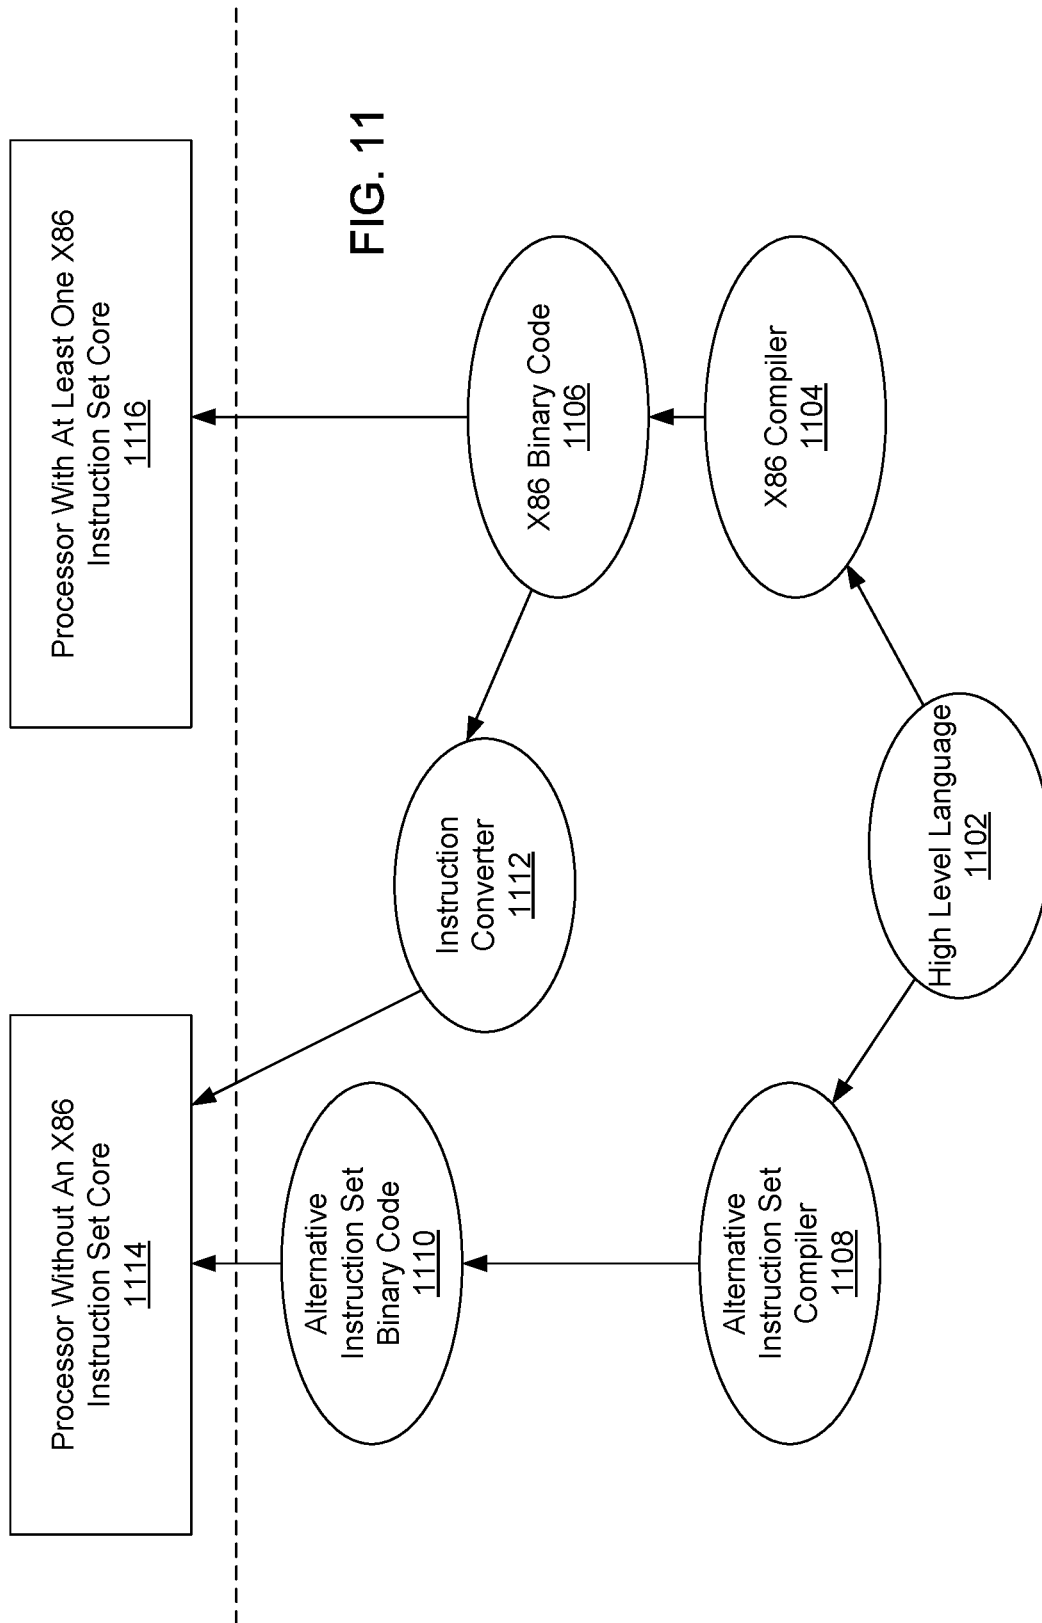 Processor Without An X86
Instruction Set Core
1114
Processor With At Least One X86
Instruction Set Core
1116
Alternative
Instruction Set
Binary Code
1110
FIG. 11
Instruction
Converter
1112
X86 Binary Code
1106
Alternative
Instruction Set
Compiler
1108
X86 Compiler
1104
High Level Language
1102